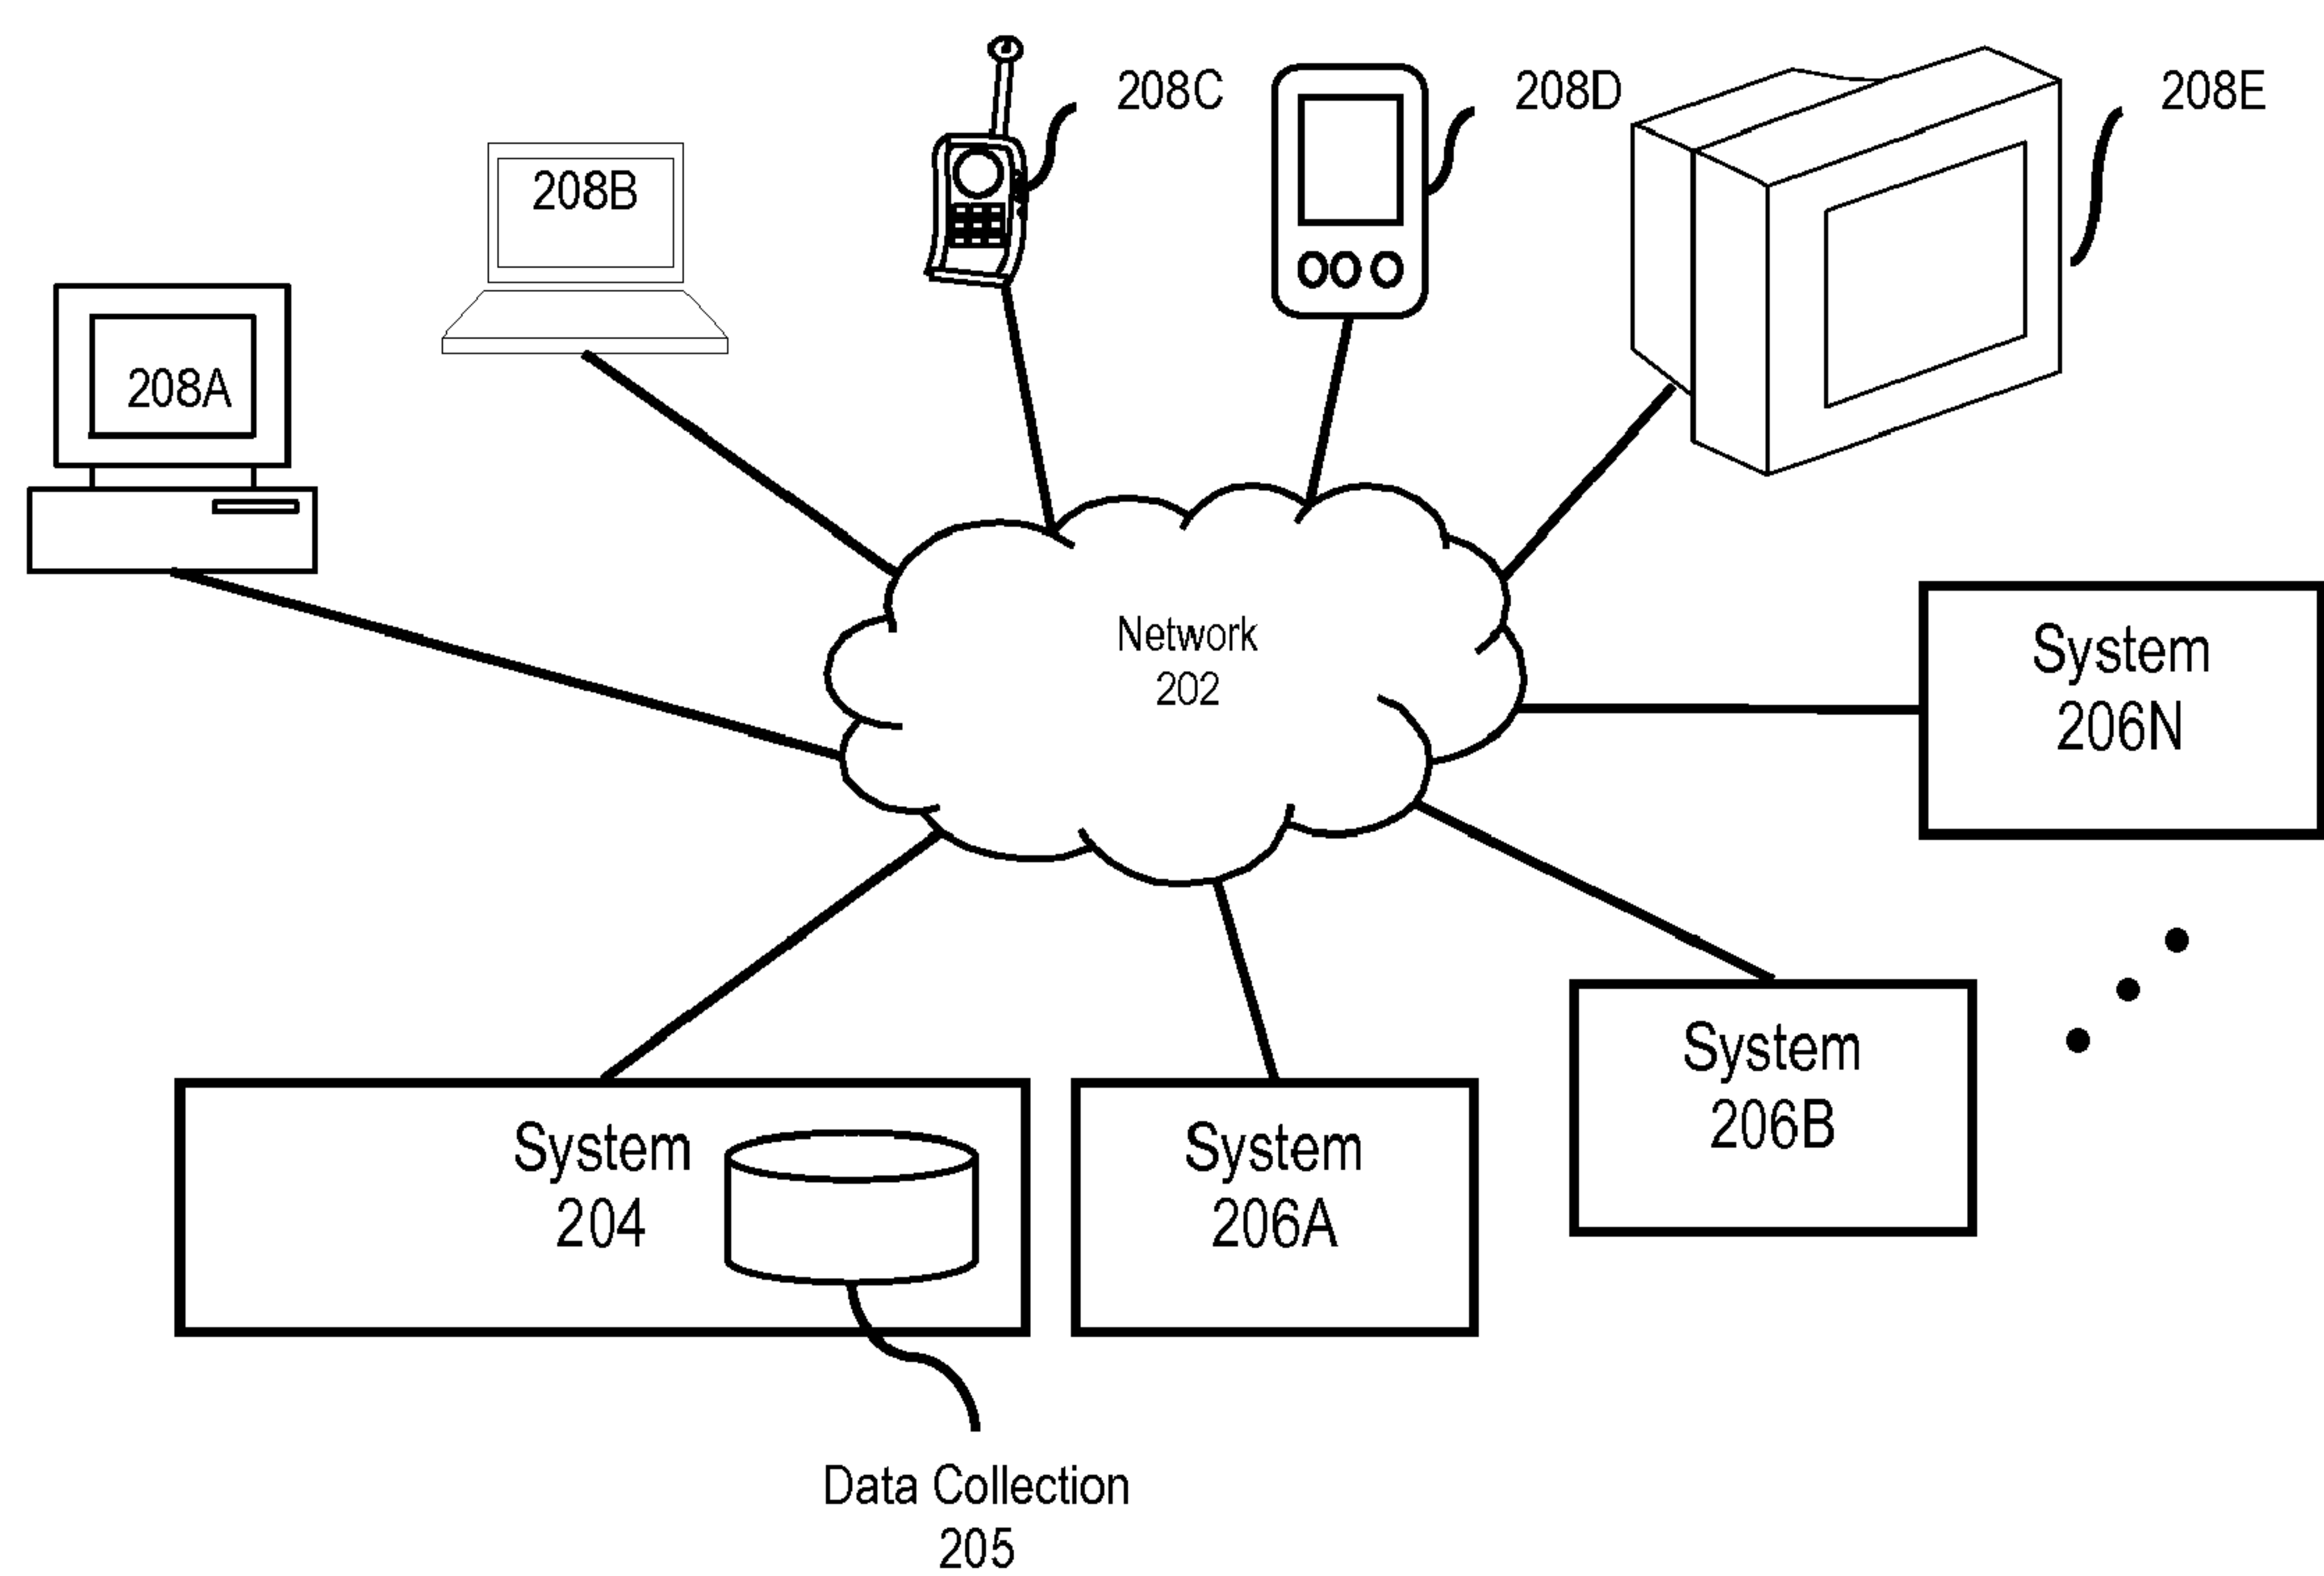 208C
208D
208E
208B
208A
Network
202
System
206N
System
206B
System
204
System
206A
Data Collection
205